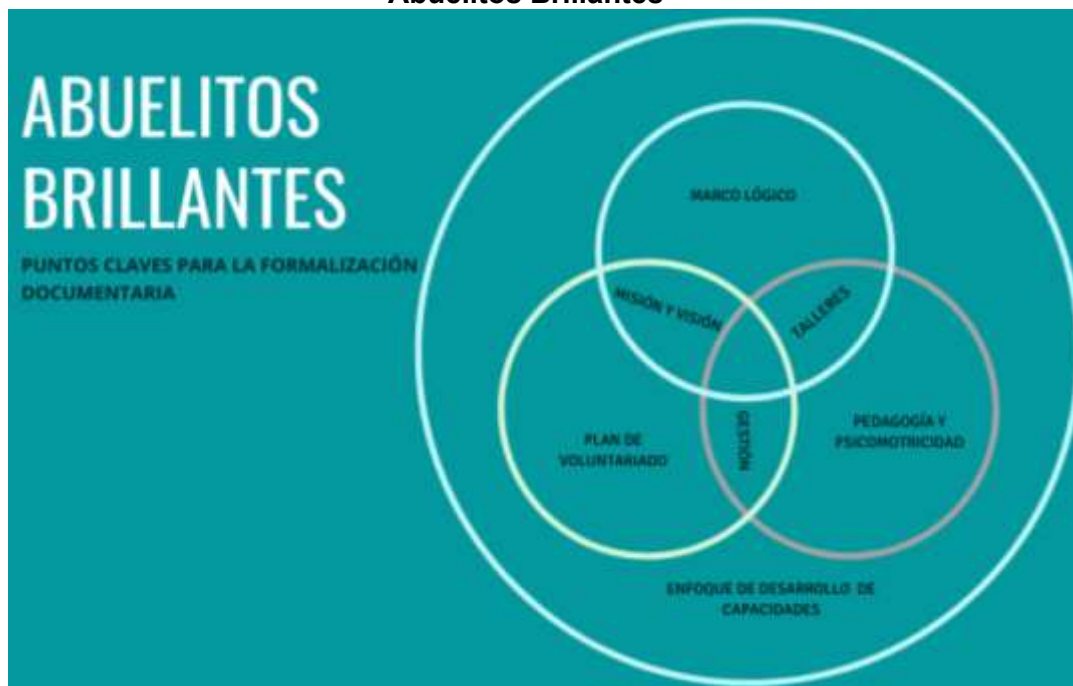 Abuelitos Brillantes
ABUELITOS
BRILLANTES
PUNTOS CLAVES PARA LA FORMALIZACIÓN
DOCUMENTARIA
MARCO LÓGICO
MISIÓN Y VISIÓN
TALLERES
PLAN DE
VOLUNTARIADO
GESTIÓN
PEDAGOGÍA Y
PSICOMOTRICIDAD
ENFOQUE DE DESARROLLO DE
CAPACIDADES